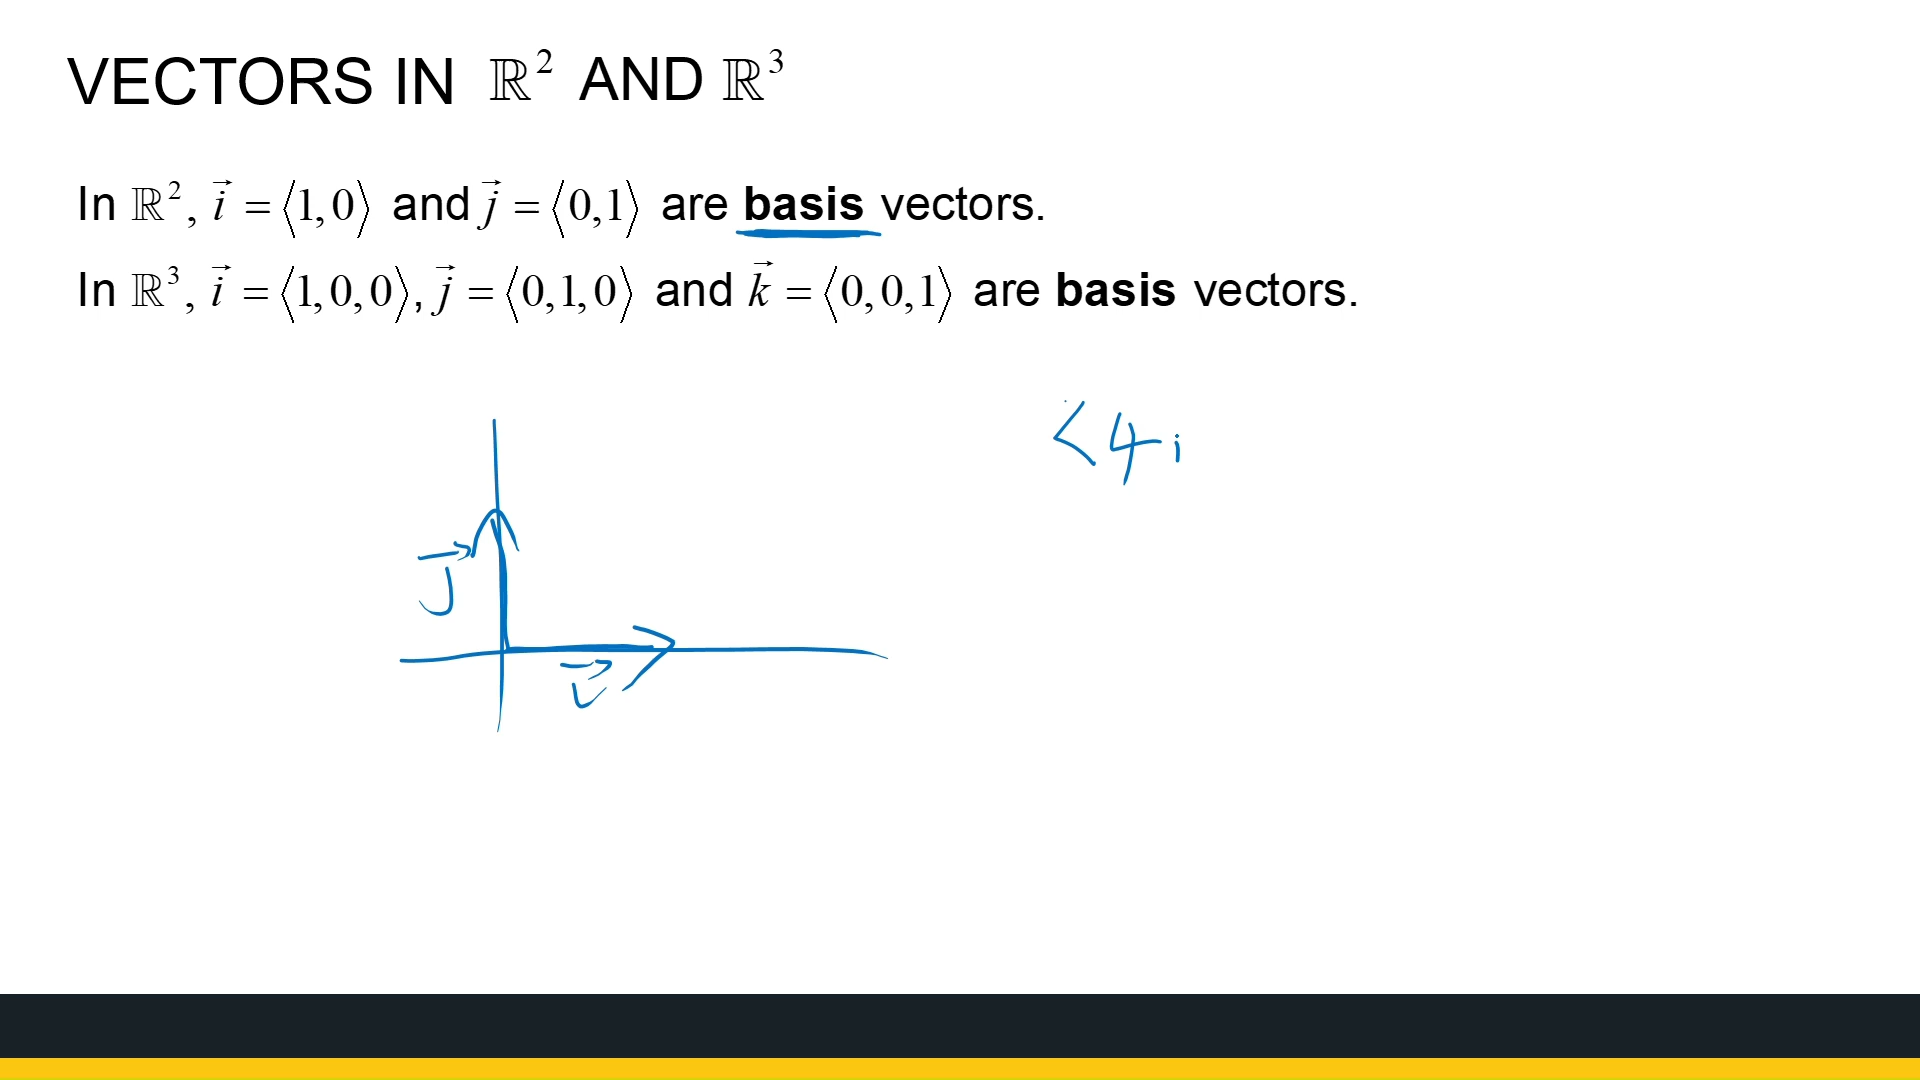 VECTORS IN ℝ² AND ℝ³
In ℝ², i⃗ = ⟨1,0⟩ and j⃗ = ⟨0,1⟩ are basis vectors.
In ℝ³, i⃗ = ⟨1,0,0⟩, j⃗ = ⟨0,1,0⟩ and k⃗ = ⟨0,0,1⟩ are basis vectors.
<4
J⃗